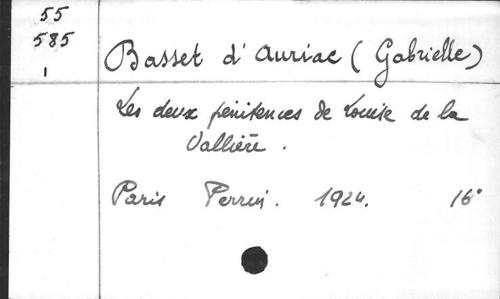 55
585
1
Basset d'Auriac (Gabrielle)
Les deux pénitences de Louise de la
Vallière.
Paris Perrin. 1924. 16°